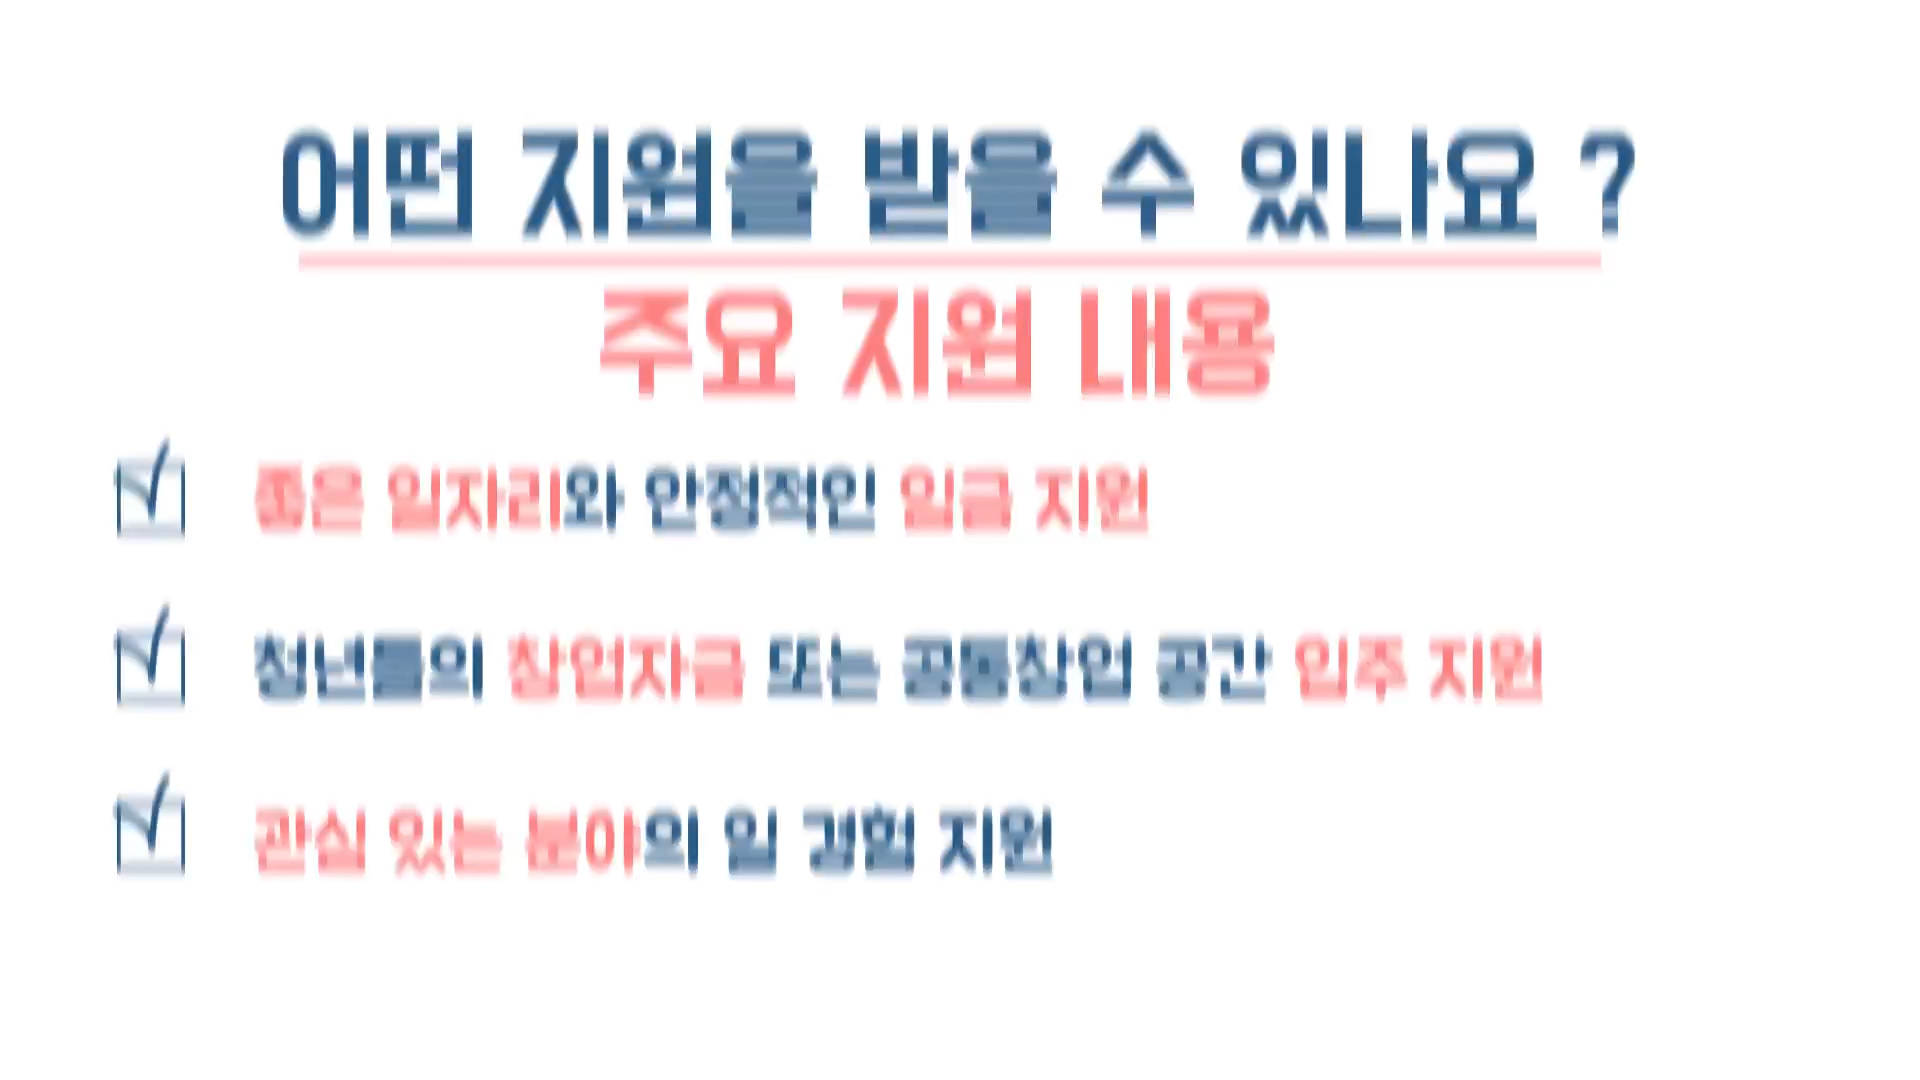 어떤 지원을 받을 수 있나요 ?
주요 지원 내용
좋은 일자리와 안정적인 임금 지원
청년들의 창업자금 또는 공동창업 공간 입주 지원
관심 있는 분야의 일 경험 지원